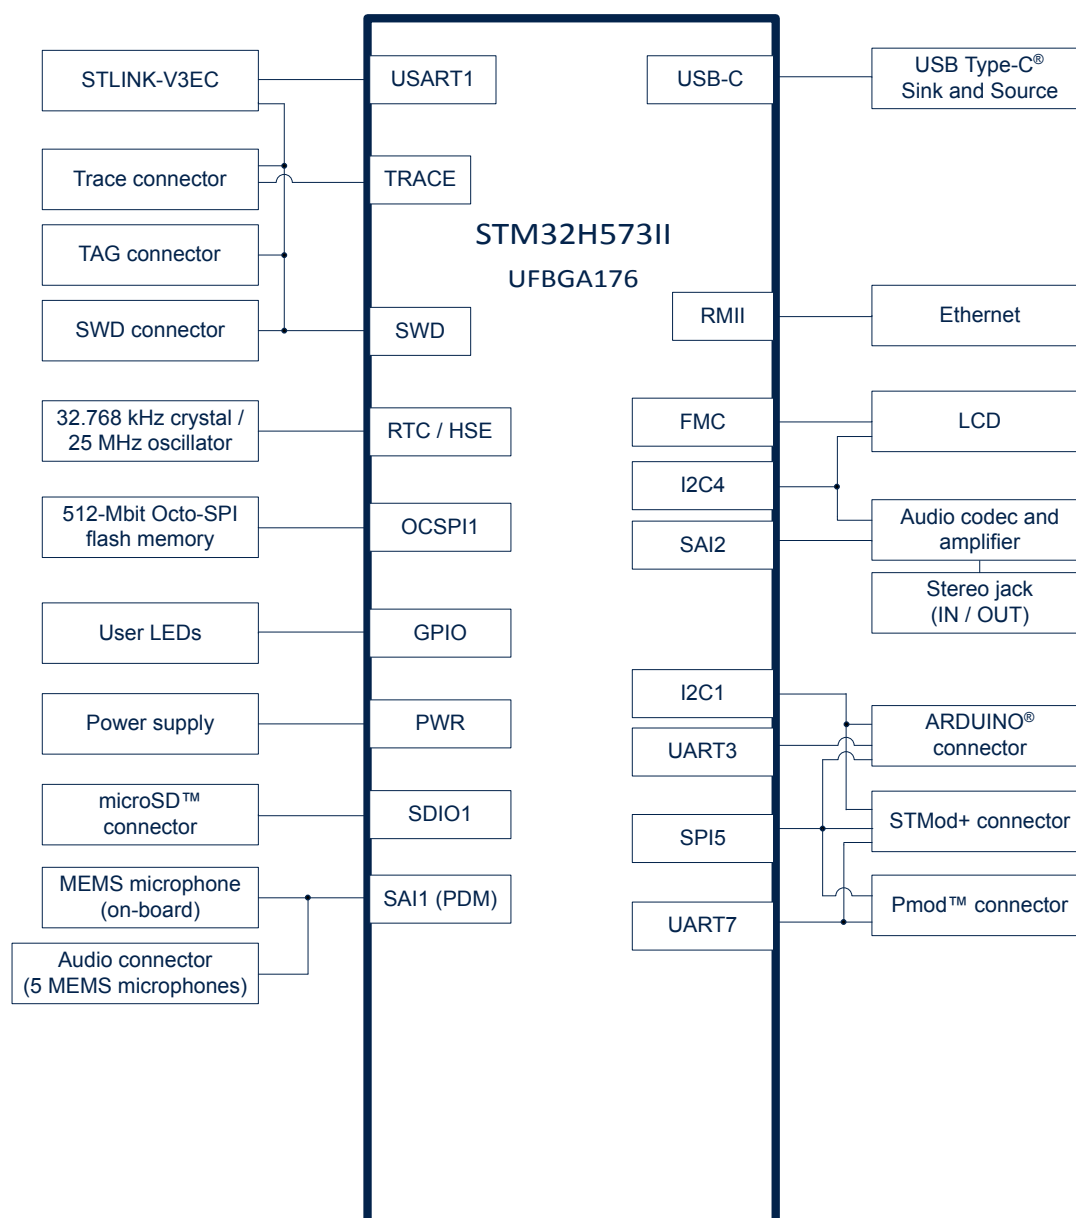 STLINK-V3EC
Trace connector
TAG connector
SWD connector
32.768 kHz crystal /
25 MHz oscillator
512-Mbit Octo-SPI
flash memory
User LEDs
Power supply
microSD™
connector
MEMS microphone
(on-board)
Audio connector
(5 MEMS microphones)
USART1
TRACE
SWD
RTC / HSE
OCSPI1
GPIO
PWR
SDIO1
SAI1 (PDM)
STM32H573II
UFBGA176
USB-C
RMII
FMC
I2C4
SAI2
I2C1
UART3
SPI5
UART7
USB Type-C®
Sink and Source
Ethernet
LCD
Audio codec and
amplifier
Stereo jack
(IN / OUT)
ARDUINO®
connector
STMod+ connector
Pmod™ connector